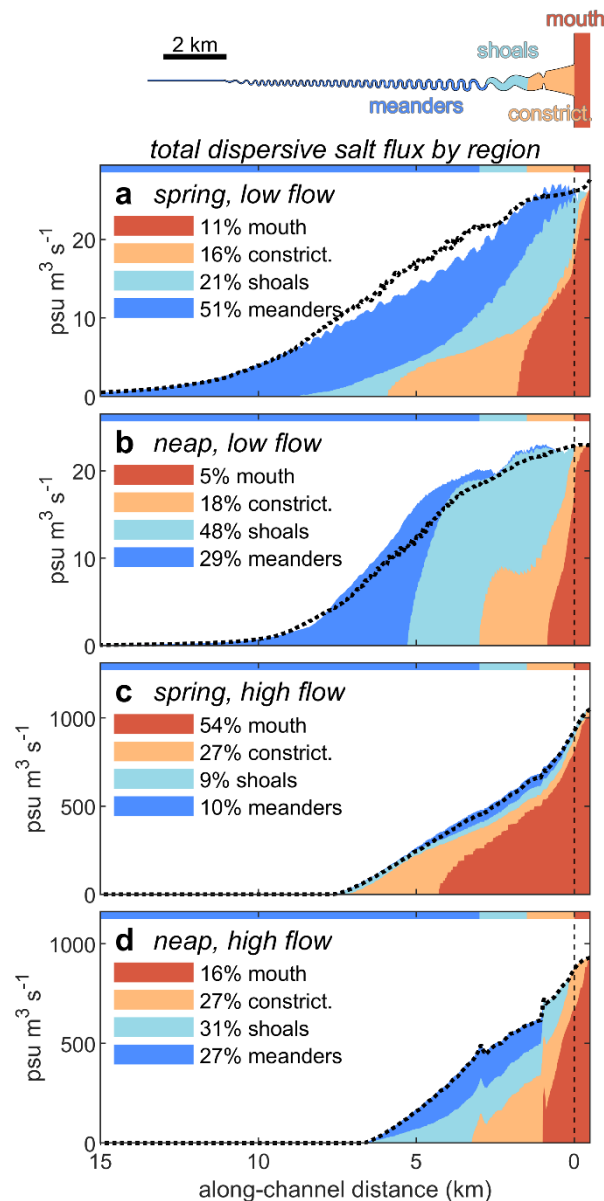 mouth
2 km
shoals
meanders
constrict.
total dispersive salt flux by region
a spring, low flow
11% mouth
16% constrict.
21% shoals
51% meanders
psu m³ s⁻¹
20
10
0
b neap, low flow
5% mouth
18% constrict.
48% shoals
29% meanders
psu m³ s⁻¹
20
10
0
c spring, high flow
54% mouth
27% constrict.
9% shoals
10% meanders
psu m³ s⁻¹
1000
500
0
d neap, high flow
16% mouth
27% constrict.
31% shoals
27% meanders
psu m³ s⁻¹
1000
500
0
15 10 5 0
along-channel distance (km)